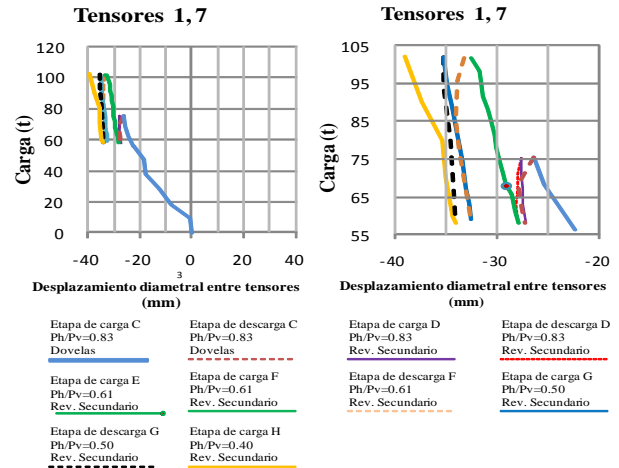 Tensores 1,7
120
100
80
60
40
20
0
Carga (t)
-40 -20 0 20 40
3
Desplazamiento diametral entre tensores
(mm)
Tensores 1,7
105
95
85
75
65
55
Carga (t)
-40 -30 -20
Desplazamiento diametral entre tensores
(mm)
Etapa de carga C
Ph/Pv=0.83
Dovelas
Etapa de descarga C
Ph/Pv=0.83
Dovelas
Etapa de carga E
Ph/Pv=0.61
Rev. Secundario
Etapa de carga F
Ph/Pv=0.61
Rev. Secundario
Etapa de descarga G
Ph/Pv=0.50
Rev. Secundario
Etapa de carga H
Ph/Pv=0.40
Rev. Secundario
Etapa de carga D
Ph/Pv=0.83
Rev. Secundario
Etapa de descarga D
Ph/Pv=0.83
Rev. Secundario
Etapa de descarga F
Ph/Pv=0.61
Rev. Secundario
Etapa de carga G
Ph/Pv=0.50
Rev. Secundario